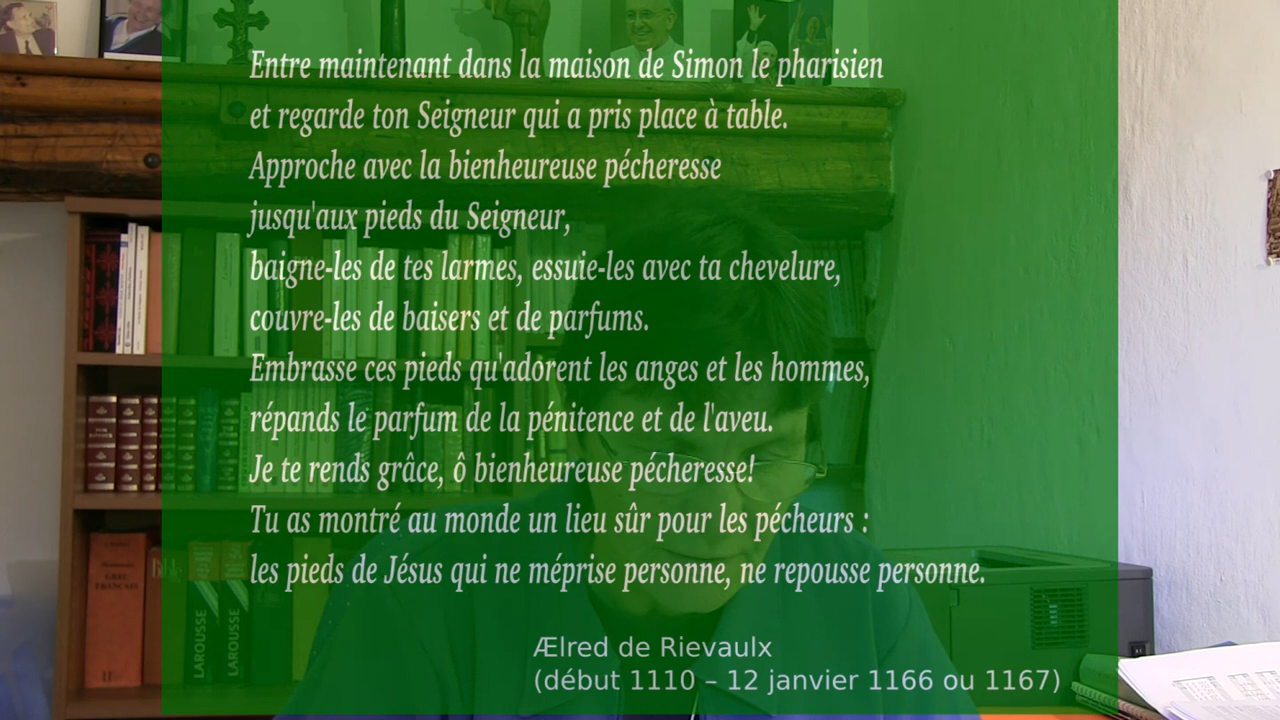 Entre maintenant dans la maison de Simon le pharisien
et regarde ton Seigneur qui a pris place à table.
Approche avec la bienheureuse pécheresse
jusqu'aux pieds du Seigneur,
baigne-les de tes larmes, essuie-les avec ta chevelure,
couvre-les de baisers et de parfums.
Embrasse ces pieds qu'adorent les anges et les hommes,
répands le parfum de la pénitence et de l'aveu.
Je te rends grâce, ô bienheureuse pécheresse!
Tu as montré au monde un lieu sûr pour les pécheurs :
les pieds de Jésus qui ne méprise personne, ne repousse personne.
Ælred de Rievaulx
(début 1110 – 12 janvier 1166 ou 1167)
GREC
FRANÇAIS
LAROUSSE
LAROUSSE